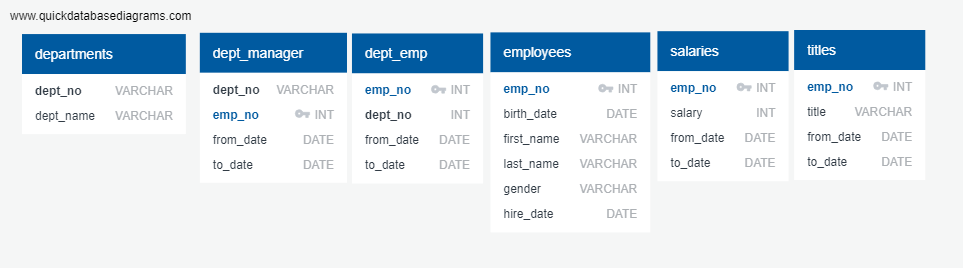 www.quickdatabasediagrams.com
departments
dept_no VARCHAR
dept_name VARCHAR
dept_manager
dept_no VARCHAR
emp_no INT
from_date DATE
to_date DATE
dept_emp
emp_no INT
dept_no INT
from_date DATE
to_date DATE
employees
emp_no INT
birth_date DATE
first_name VARCHAR
last_name VARCHAR
gender VARCHAR
hire_date DATE
salaries
emp_no INT
salary INT
from_date DATE
to_date DATE
titles
emp_no INT
title VARCHAR
from_date DATE
to_date DATE